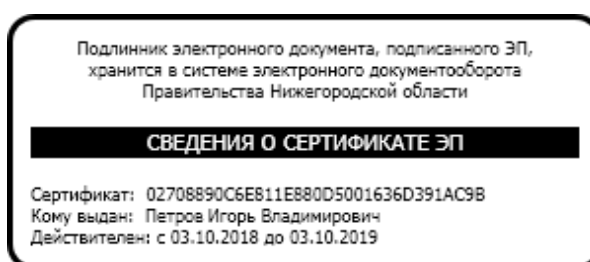 Подлинник электронного документа, подписанного ЭП,
хранится в системе электронного документооборота
Правительства Нижегородской области
СВЕДЕНИЯ О СЕРТИФИКАТЕ ЭП
Сертификат: 02708890C6E811E880D5001636D391AC9B
Кому выдан: Петров Игорь Владимирович
Действителен: с 03.10.2018 до 03.10.2019